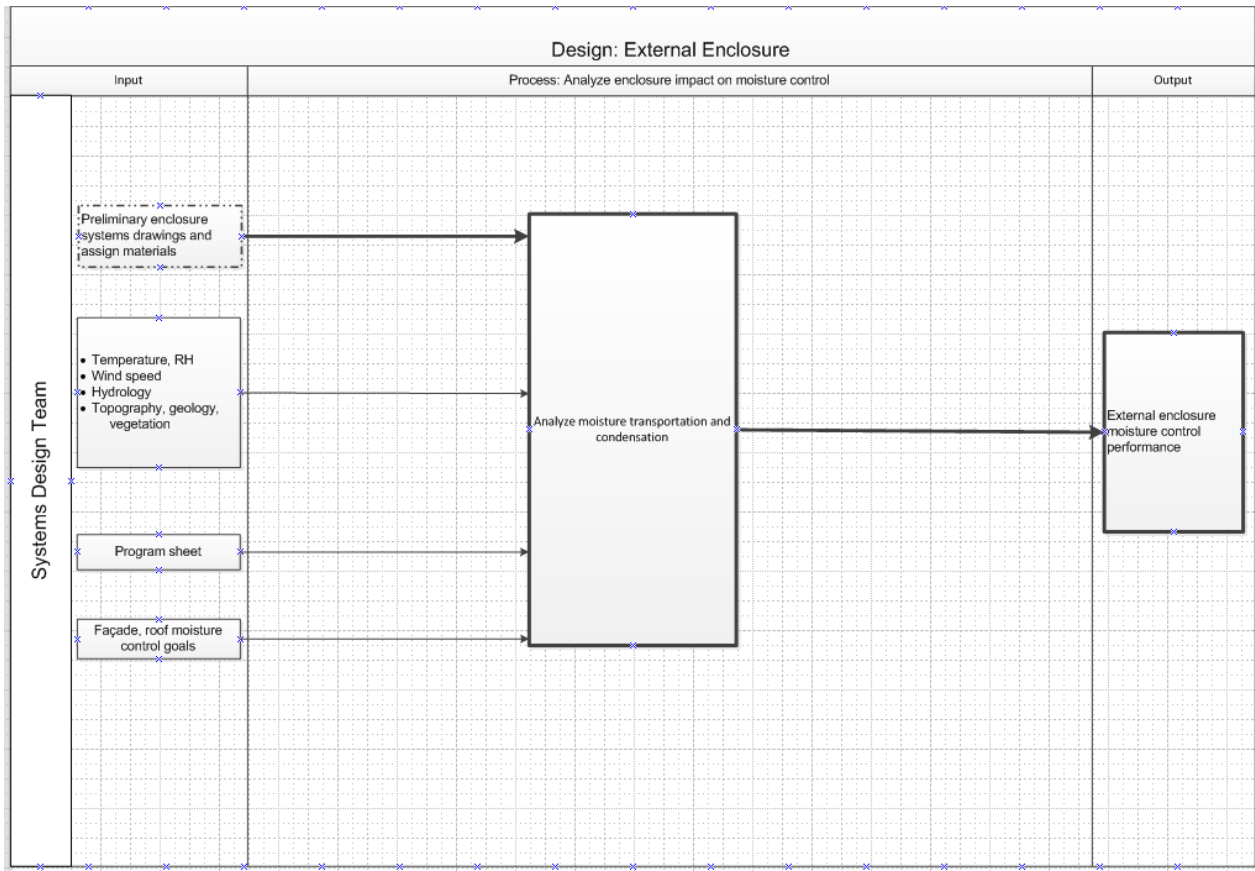 Design: External Enclosure
Input
Process: Analyze enclosure impact on moisture control
Output
Systems Design Team
Preliminary enclosure
systems drawings and
assign materials
• Temperature, RH
• Wind speed
• Hydrology
• Topography, geology,
vegetation
Program sheet
Façade, roof moisture
control goals
Analyze moisture transportation and
condensation
External enclosure
moisture control
performance